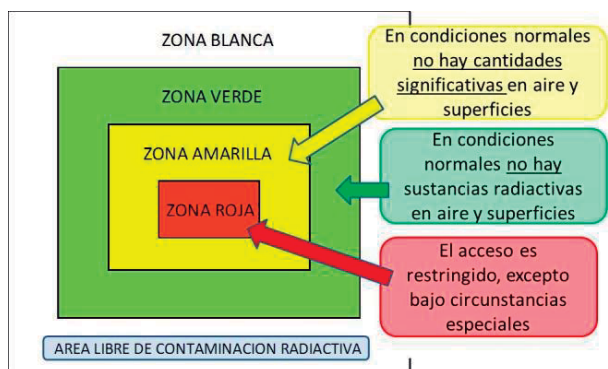 ZONA BLANCA
ZONA VERDE
ZONA AMARILLA
ZONA ROJA
AREA LIBRE DE CONTAMINACION RADIACTIVA
En condiciones normales
no hay cantidades
significativas en aire y
superficies
En condiciones
normales no hay
sustancias radiactivas
en aire y superficies
El acceso es
restringido, excepto
bajo circunstancias
especiales